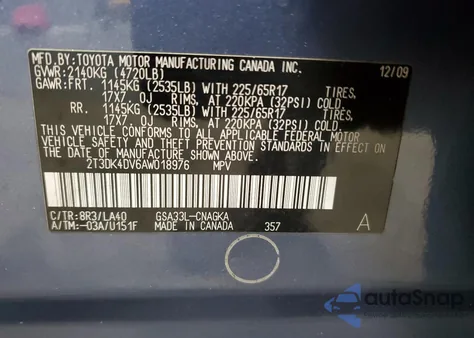 MFD. BY: TOYOTA MOTOR MANUFACTURING CANADA INC.
GVWR: 2140KG (4720LB) 12/09
GAWR: FRT. 1145KG (2535LB) WITH 225/65R17 TIRES,
17X7 OJ RIMS, AT 220KPA (32PSI) COLD.
RR. 1145KG (2535LB) WITH 225/65R17 TIRES,
17X7 OJ RIMS, AT 220KPA (32PSI) COLD.
THIS VEHICLE CONFORMS TO ALL APPLICABLE FEDERAL MOTOR
VEHICLE SAFETY AND THEFT PREVENTION STANDARDS IN EFFECT
ON THE DATE OF MANUFACTURE SHOWN ABOVE.
2T3DK4DV6AW018976 MPV
C/TR: 8R3/LA40 GSA33L-CNAGKA
A/TM: -03A/U151F MADE IN CANADA 357 A
autoSnap